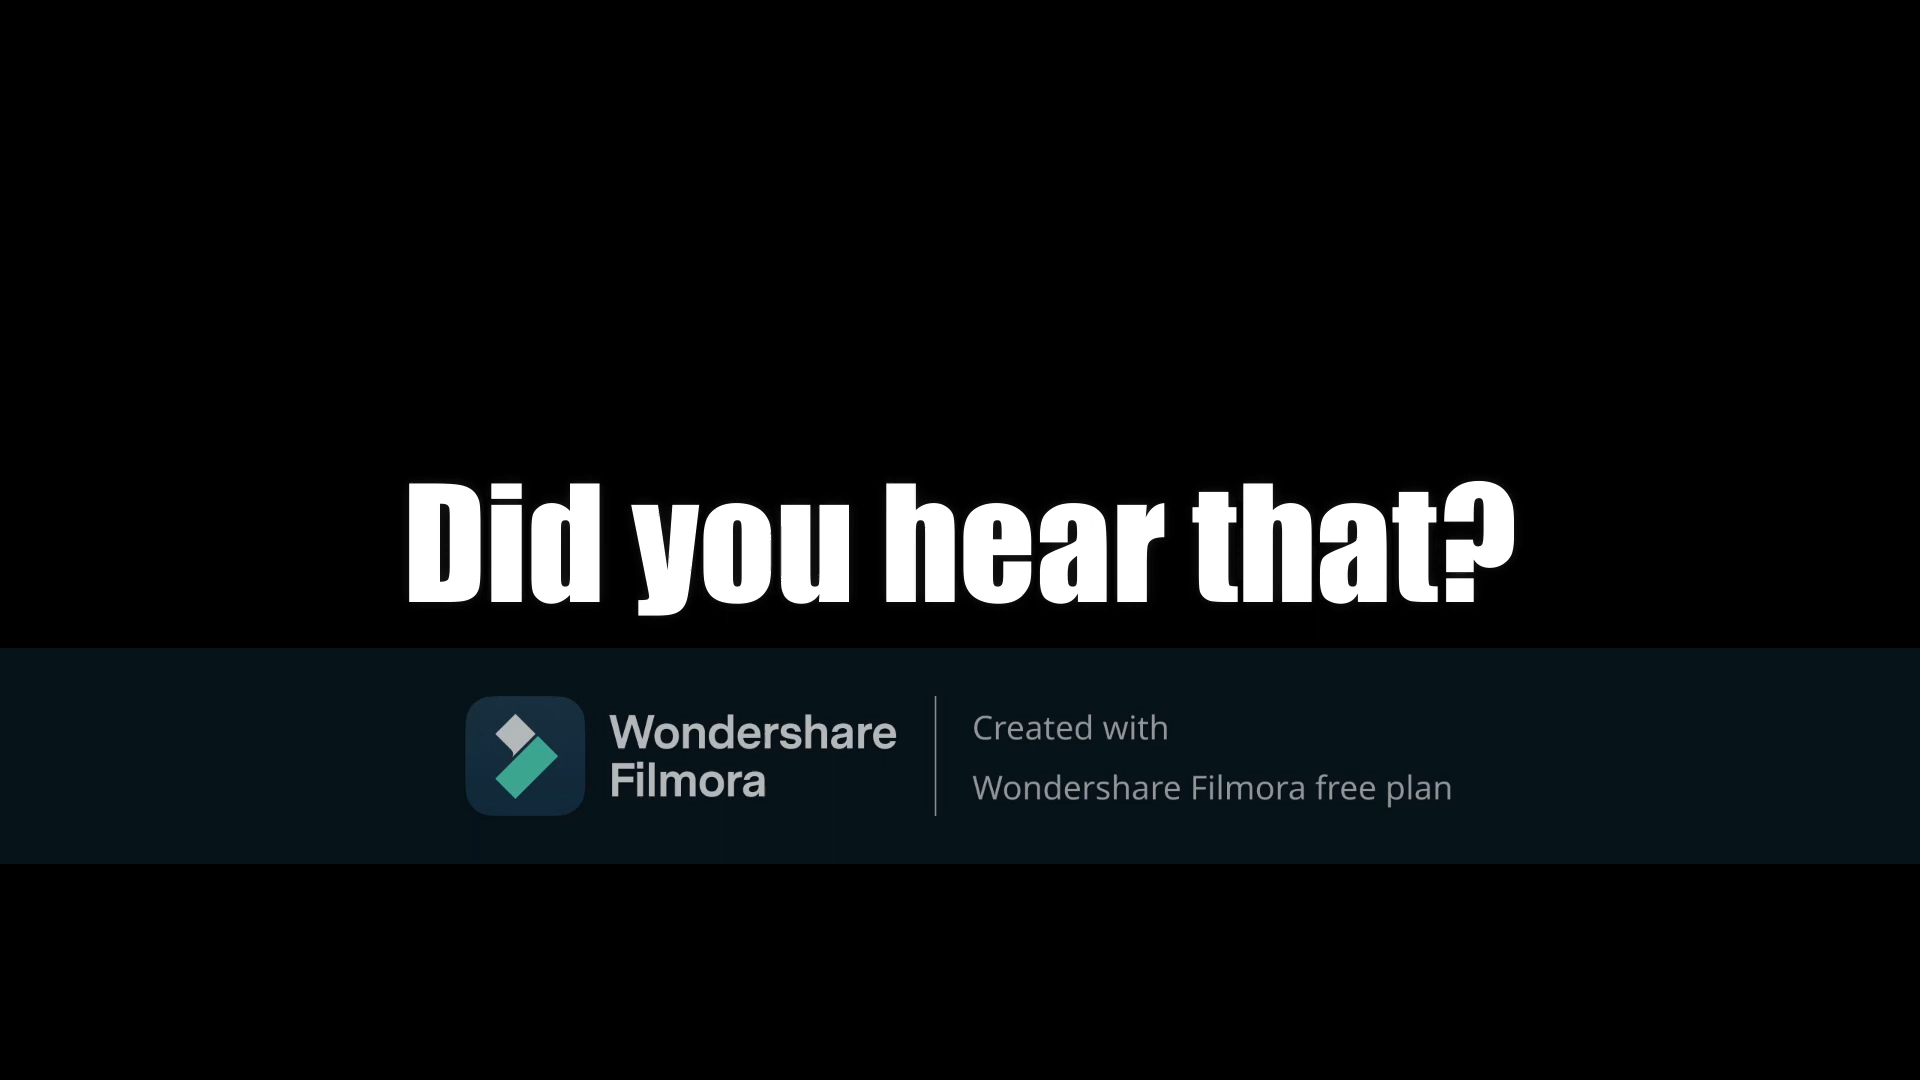 Did you hear that?
Wondershare
Filmora
Created with
Wondershare Filmora free plan